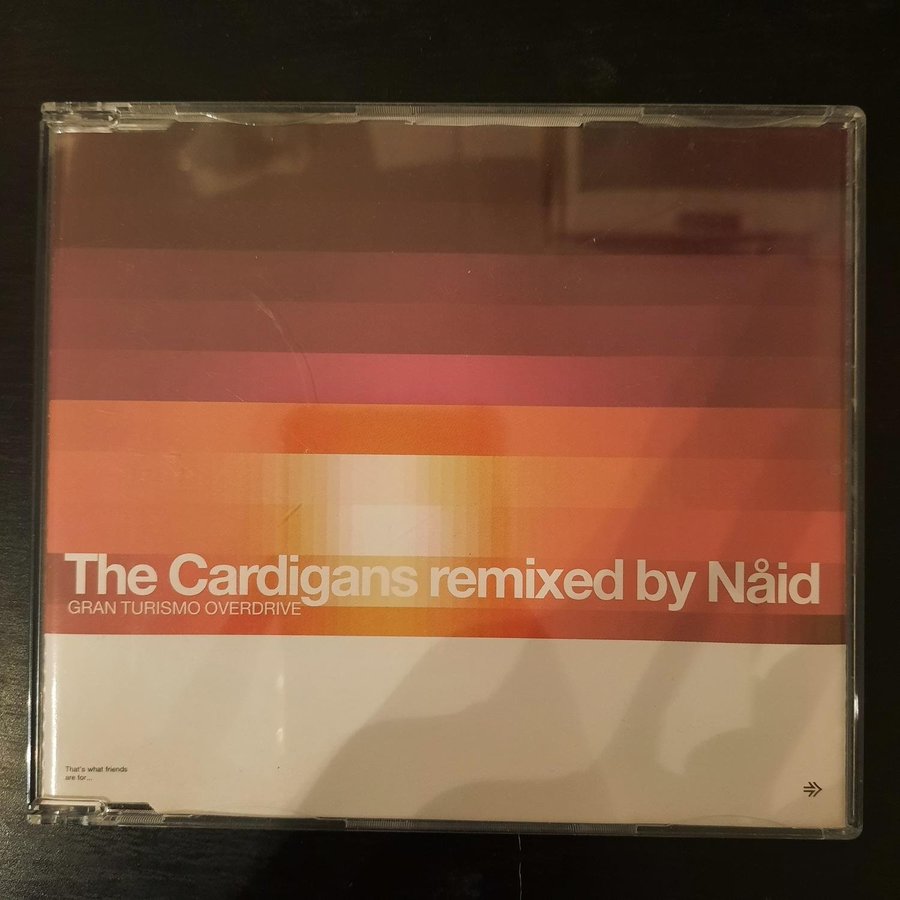 The Cardigans remixed by Nåid
GRAN TURISMO OVERDRIVE
That's what friends
are for...